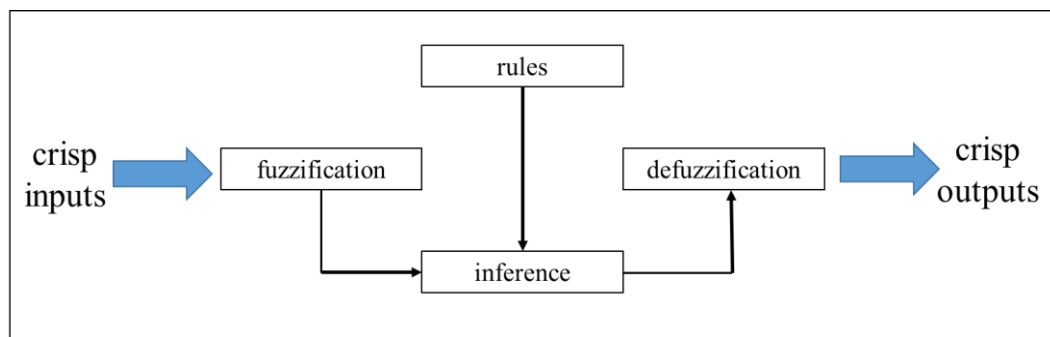 rules
crisp
inputs
fuzzification
defuzzification
crisp
outputs
inference